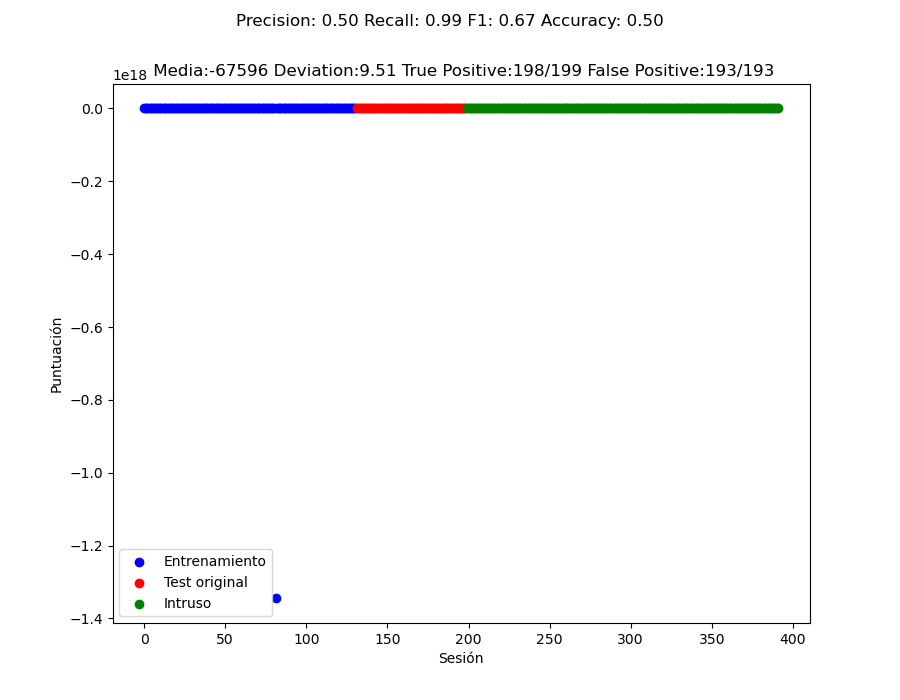 Precision: 0.50 Recall: 0.99 F1: 0.67 Accuracy: 0.50
1e18 Media:-67596 Deviation:9.51 True Positive:198/199 False Positive:193/193
0.0
−0.2
−0.4
−0.6
−0.8
−1.0
−1.2
−1.4
Puntuación
Entrenamiento
Test original
Intruso
0 50 100 150 200 250 300 350 400
Sesión